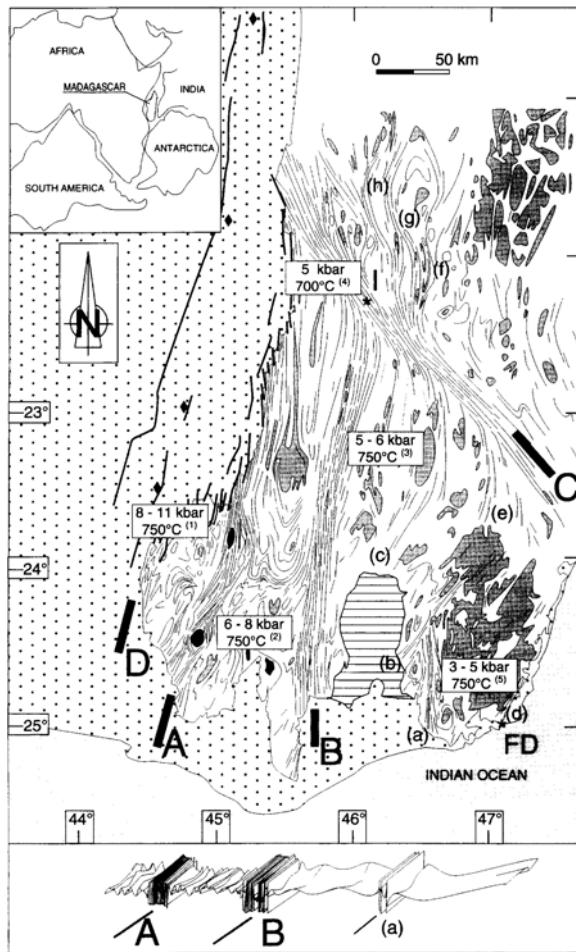 AFRICA
MADAGASCAR
INDIA
ANTARCTICA
SOUTH AMERICA
0 50 km
N
(h)
(g)
(f)
5 kbar
700°C (4)
23°
5 - 6 kbar
750°C (3)
C
8 - 11 kbar
750°C (1)
(e)
(c)
24°
6 - 8 kbar
750°C (2)
D
(b)
3 - 5 kbar
750°C (5)
A
B
(d)
25°
(a)
FD
INDIAN OCEAN
44° 45° 46° 47°
A B (a)